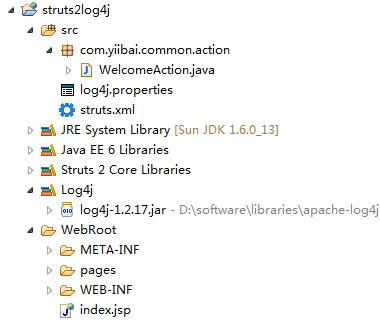 struts2log4j
src
com.yiibai.common.action
WelcomeAction.java
log4j.properties
struts.xml
JRE System Library [Sun JDK 1.6.0_13]
Java EE 6 Libraries
Struts 2 Core Libraries
Log4j
log4j-1.2.17.jar - D:\software\libraries\apache-log4j
WebRoot
META-INF
pages
WEB-INF
index.jsp